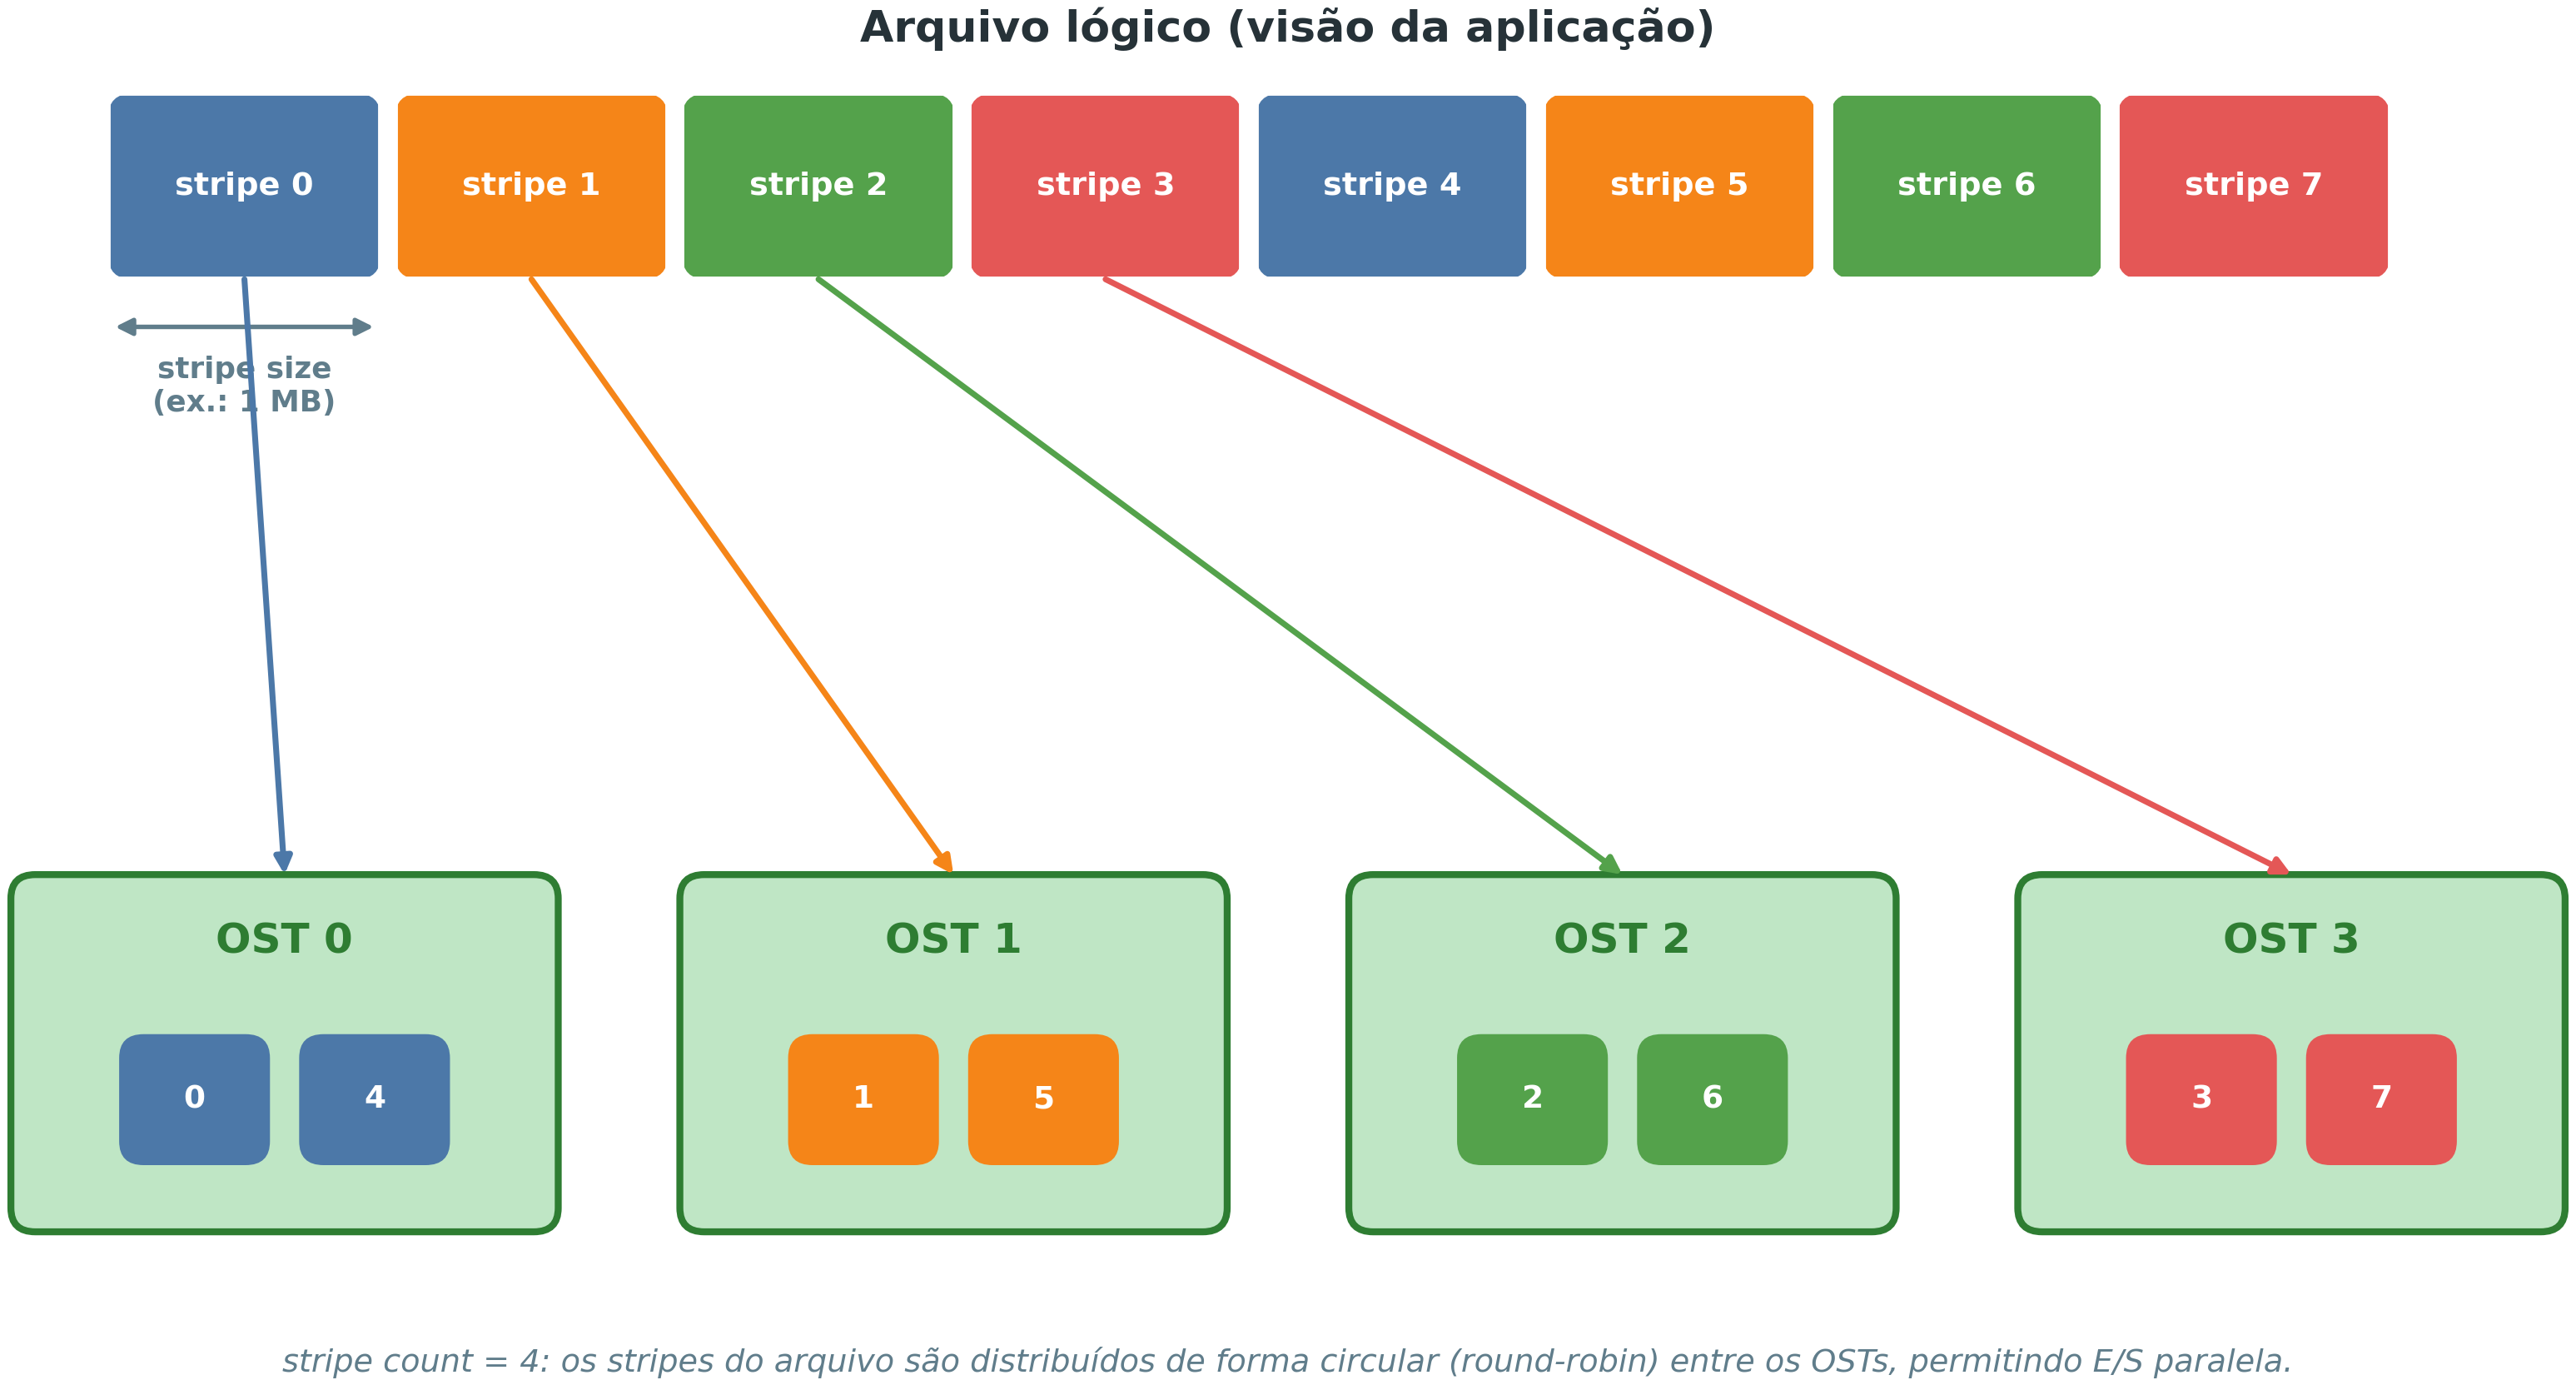 Arquivo lógico (visão da aplicação)
stripe 0
stripe 1
stripe 2
stripe 3
stripe 4
stripe 5
stripe 6
stripe 7
stripe size
(ex.: 1 MB)
OST 0
OST 1
OST 2
OST 3
0
4
1
5
2
6
3
7
stripe count = 4: os stripes do arquivo são distribuídos de forma circular (round-robin) entre os OSTs, permitindo E/S paralela.